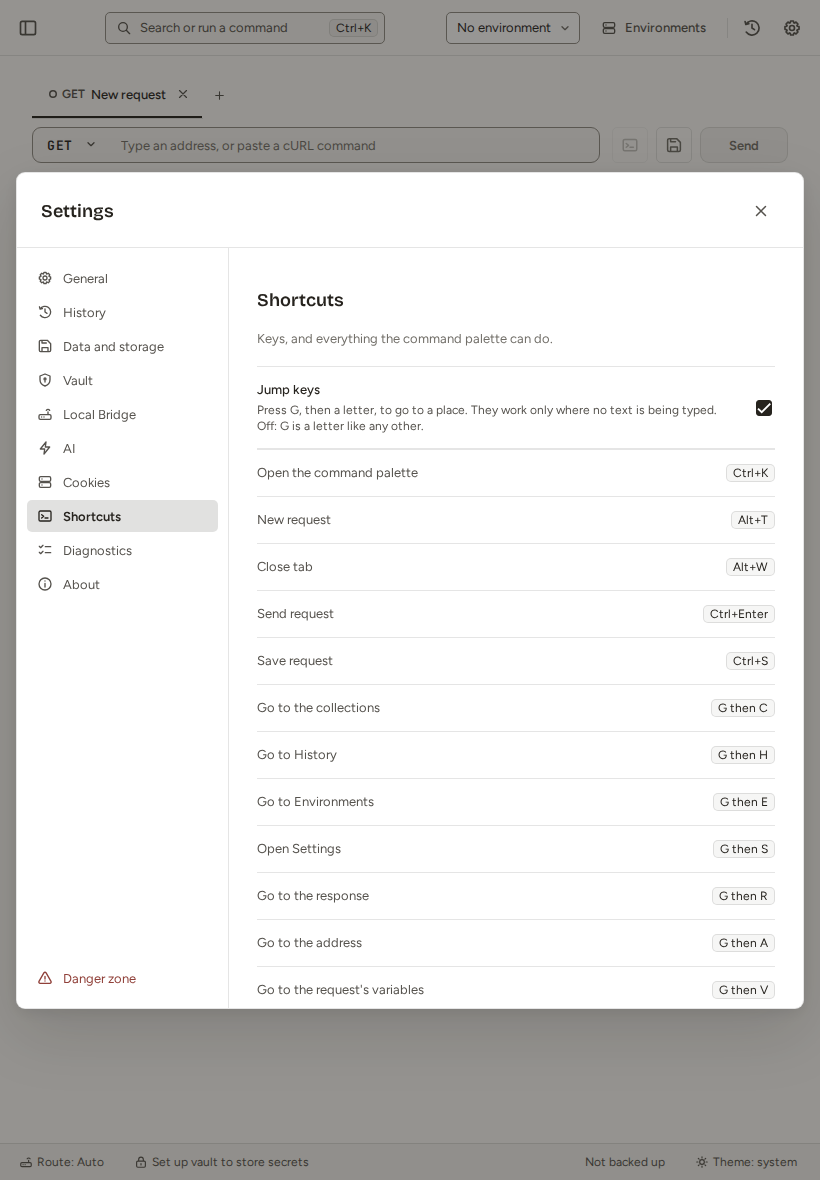 Search or run a command Ctrl+K No environment Environments
GET New request
GET Type an address, or paste a cURL command Send
Settings
General
History
Data and storage
Vault
Local Bridge
AI
Cookies
Shortcuts
Diagnostics
About
Danger zone
Shortcuts
Keys, and everything the command palette can do.
Jump keys
Press G, then a letter, to go to a place. They work only where no text is being typed.
Off: G is a letter like any other.
Open the command palette Ctrl+K
New request Alt+T
Close tab Alt+W
Send request Ctrl+Enter
Save request Ctrl+S
Go to the collections G then C
Go to History G then H
Go to Environments G then E
Open Settings G then S
Go to the response G then R
Go to the address G then A
Go to the request's variables G then V
Route: Auto Set up vault to store secrets Not backed up Theme: system